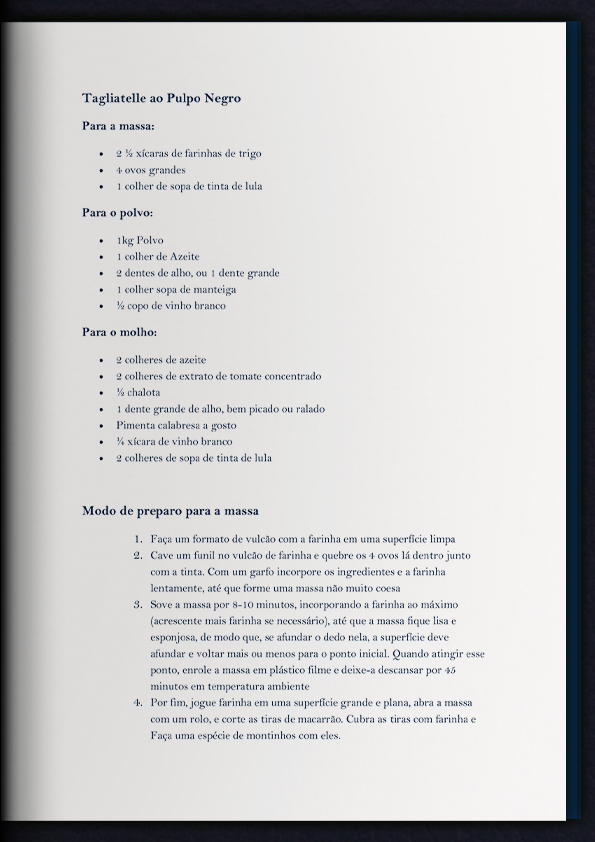 Tagliatelle ao Pulpo Negro
Para a massa:
• 2 ½ xícaras de farinhas de trigo
• 4 ovos grandes
• 1 colher de sopa de tinta de lula
Para o polvo:
• 1kg Polvo
• 1 colher de Azeite
• 2 dentes de alho, ou 1 dente grande
• 1 colher sopa de manteiga
• ½ copo de vinho branco
Para o molho:
• 2 colheres de azeite
• 2 colheres de extrato de tomate concentrado
• ½ chalota
• 1 dente grande de alho, bem picado ou ralado
• Pimenta calabresa a gosto
• ¼ xícara de vinho branco
• 2 colheres de sopa de tinta de lula
Modo de preparo para a massa
1. Faça um formato de vulcão com a farinha em uma superfície limpa
2. Cave um funil no vulcão de farinha e quebre os 4 ovos lá dentro junto
com a tinta. Com um garfo incorpore os ingredientes e a farinha
lentamente, até que forme uma massa não muito coesa
3. Sove a massa por 8-10 minutos, incorporando a farinha ao máximo
(acrescente mais farinha se necessário), até que a massa fique lisa e
esponjosa, de modo que, se afundar o dedo nela, a superfície deve
afundar e voltar mais ou menos para o ponto inicial. Quando atingir esse
ponto, enrole a massa em plástico filme e deixe-a descansar por 45
minutos em temperatura ambiente
4. Por fim, jogue farinha em uma superfície grande e plana, abra a massa
com um rolo, e corte as tiras de macarrão. Cubra as tiras com farinha e
Faça uma espécie de montinhos com eles.